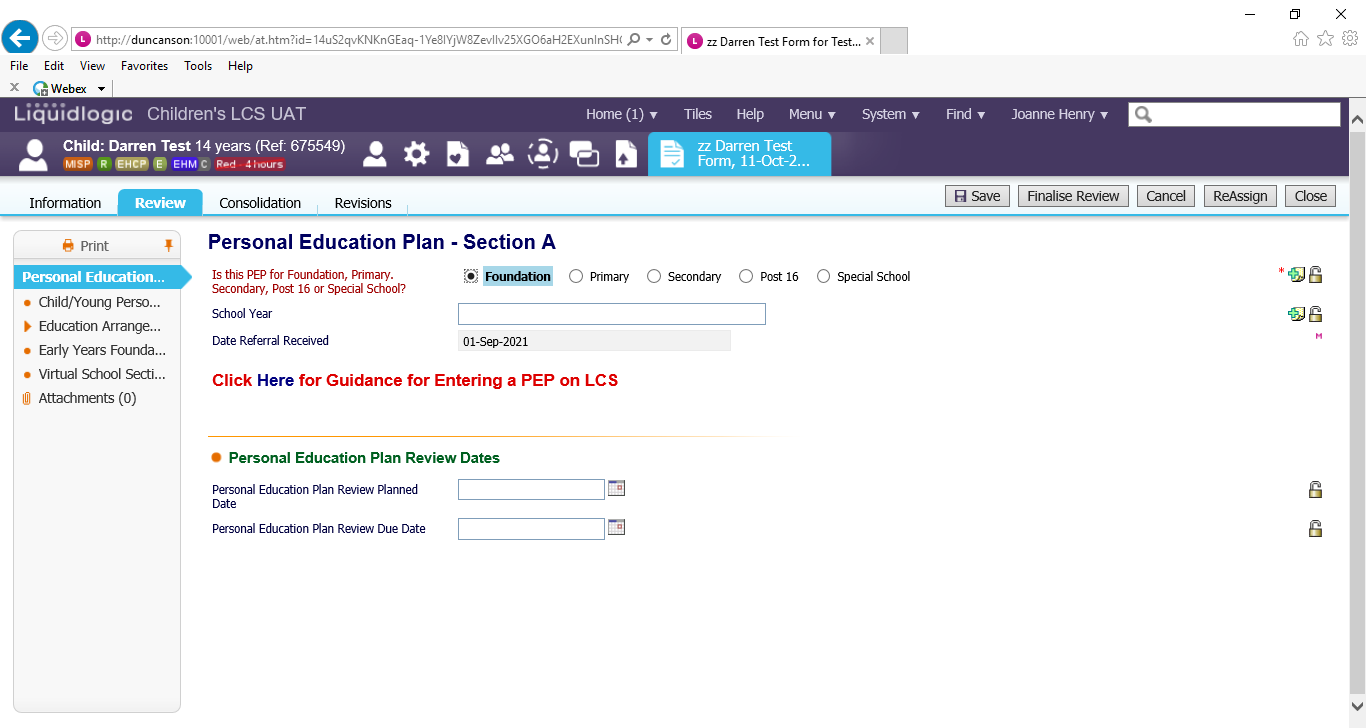 http://duncanson:10001/web/at.htm?id=
zz Darren Test Form for Test...
File Edit View Favorites Tools Help
x Webex
Liquidlogic Children's LCS UAT Home (1) Tiles Help Menu System Find Joanne Henry
Child: Darren Test 14 years (Ref: 675549)
MISP R EHCP E EHM C Red - 4 hours
zz Darren Test
Form, 11-Oct-2...
Information Review Consolidation Revisions Save Finalise Review Cancel ReAssign Close
Print
Personal Education...
Child/Young Perso...
Education Arrange...
Early Years Founda...
Virtual School Secti...
Attachments (0)
Personal Education Plan - Section A
Is this PEP for Foundation, Primary.
Secondary, Post 16 or Special School?
Foundation Primary Secondary Post 16 Special School *
School Year
Date Referral Received 01-Sep-2021 M
Click Here for Guidance for Entering a PEP on LCS
Personal Education Plan Review Dates
Personal Education Plan Review Planned
Date
Personal Education Plan Review Due Date